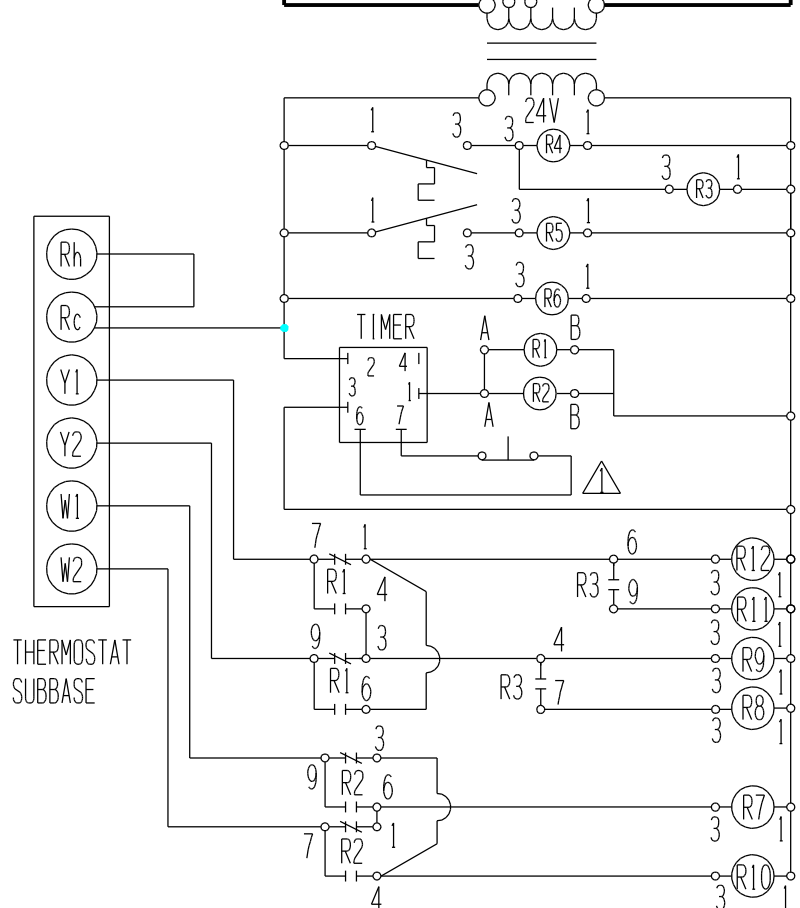 24V
1 3 3 R4 1
3 R3 1
1 3 3 R5 1
Rh
3 R6 1
Rc
TIMER A B
2 4 R1
Y1
3 1 R2
6 7 A B
Y2
1
W1
7 1 6 R12
R1 4 R3 9 3 1
W2
R11
9 3 4 3 1
R9
THERMOSTAT
SUBBASE
R1 6 R3 7 3 1
R8
3 3 1
9 R2 6
R7
7 R2 1 3 1
R10
4 3 1